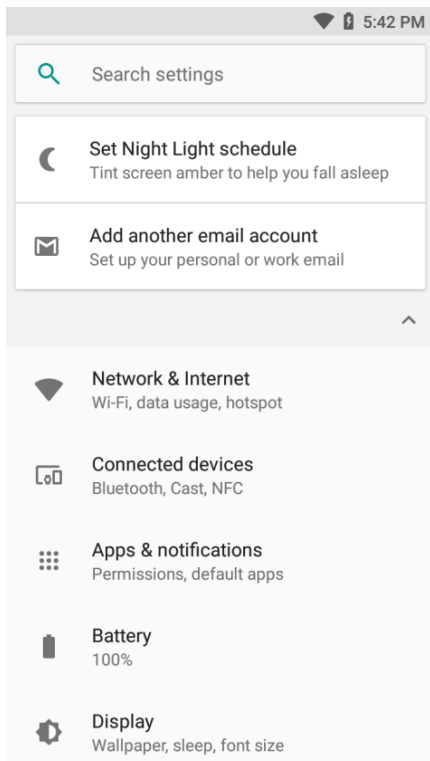 5:42 PM
Search settings
Set Night Light schedule
Tint screen amber to help you fall asleep
Add another email account
Set up your personal or work email
Network & Internet
Wi-Fi, data usage, hotspot
Connected devices
Bluetooth, Cast, NFC
Apps & notifications
Permissions, default apps
Battery
100%
Display
Wallpaper, sleep, font size